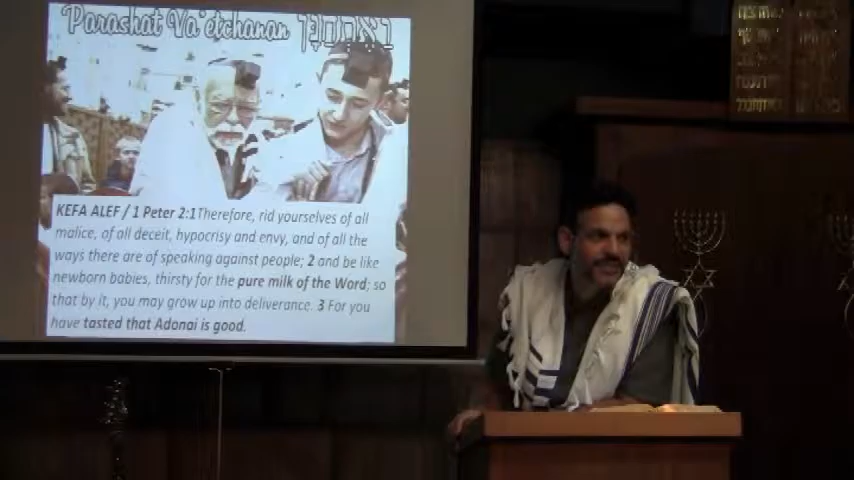 Parashat Va'etchanan וָאֶתְחַנַּן
KEFA ALEF / 1 Peter 2:1Therefore, rid yourselves of all
malice, of all deceit, hypocrisy and envy, and of all the
ways there are of speaking against people; 2 and be like
newborn babies, thirsty for the pure milk of the Word; so
that by it, you may grow up into deliverance. 3 For you
have tasted that Adonai is good.